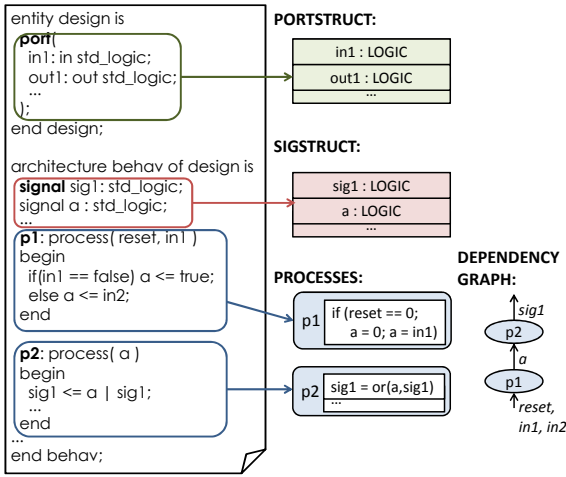 entity design is
port(
in1: in std_logic;
out1: out std_logic;
...
);
end design;
architecture behav of design is
signal sig1: std_logic;
signal a : std_logic;
...
p1: process( reset, in1 )
begin
if(in1 == false) a <= true;
else a <= in2;
end
p2: process( a )
begin
sig1 <= a | sig1;
...
end
...
end behav;
PORTSTRUCT:
in1 : LOGIC
out1 : LOGIC
...
SIGSTRUCT:
sig1 : LOGIC
a : LOGIC
...
PROCESSES:
p1
if (reset == 0;
a = 0; a = in1)
p2
sig1 = or(a,sig1)
...
DEPENDENCY
GRAPH:
sig1
p2
a
p1
reset,
in1, in2